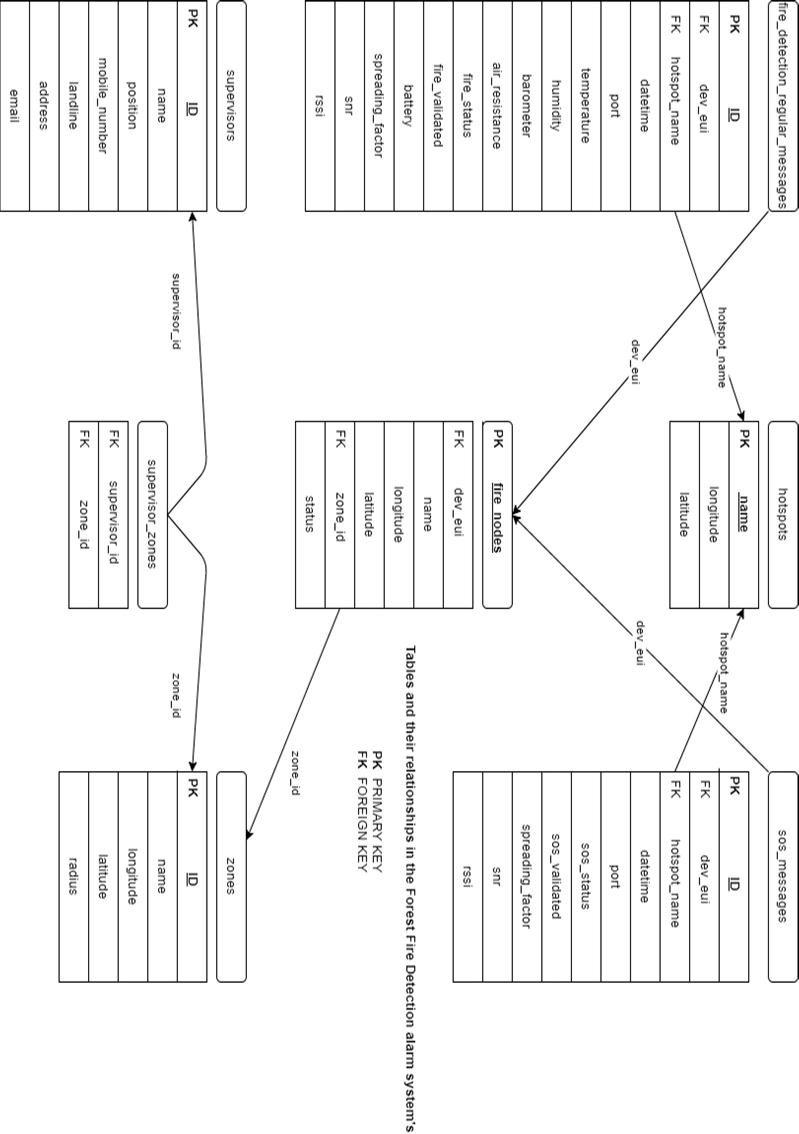 fire_detection_regular_messages
PK ID
FK dev_eui
FK hotspot_name
datetime
port
temperature
humidity
barometer
air_resistance
fire_status
fire_validated
battery
spreading_factor
snr
rssi
hotspot_name
dev_eui
hotspots
PK name
longitude
latitude
hotspot_name
dev_eui
sos_messages
PK ID
FK dev_eui
FK hotspot_name
datetime
port
sos_status
sos_validated
spreading_factor
snr
rssi
PK fire_nodes
FK dev_eui
name
longitude
latitude
FK zone_id
status
Tables and their relationships in the Forest Fire Detection alarm system's
PK PRIMARY KEY
FK FOREIGN KEY
zone_id
supervisors
PK ID
name
position
mobile_number
landline
address
email
supervisor_id
supervisor_zones
FK supervisor_id
FK zone_id
zone_id
zones
PK ID
name
longitude
latitude
radius